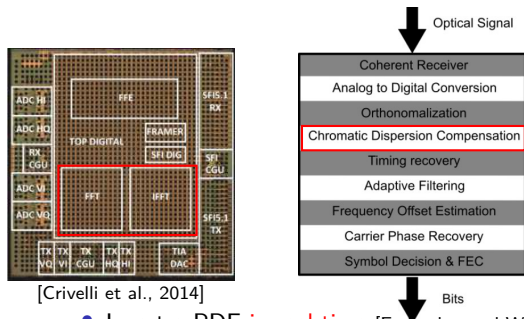 Optical Signal
ADC HI
ADC HQ
RX CGU
ADC VI
ADC VQ
FFE
TOP DIGITAL
FRAMER
SFI DIG
SFI5.1 RX
SFI CGU
SFI5.1 TX
FFT
IFFT
TX VQ
TX VI
TX CGU
TX HQ
TX HI
TIA DAC
[Crivelli et al., 2014]
Coherent Receiver
Analog to Digital Conversion
Orthonomalization
Chromatic Dispersion Compensation
Timing recovery
Adaptive Filtering
Frequency Offset Estimation
Carrier Phase Recovery
Symbol Decision & FEC
Bits